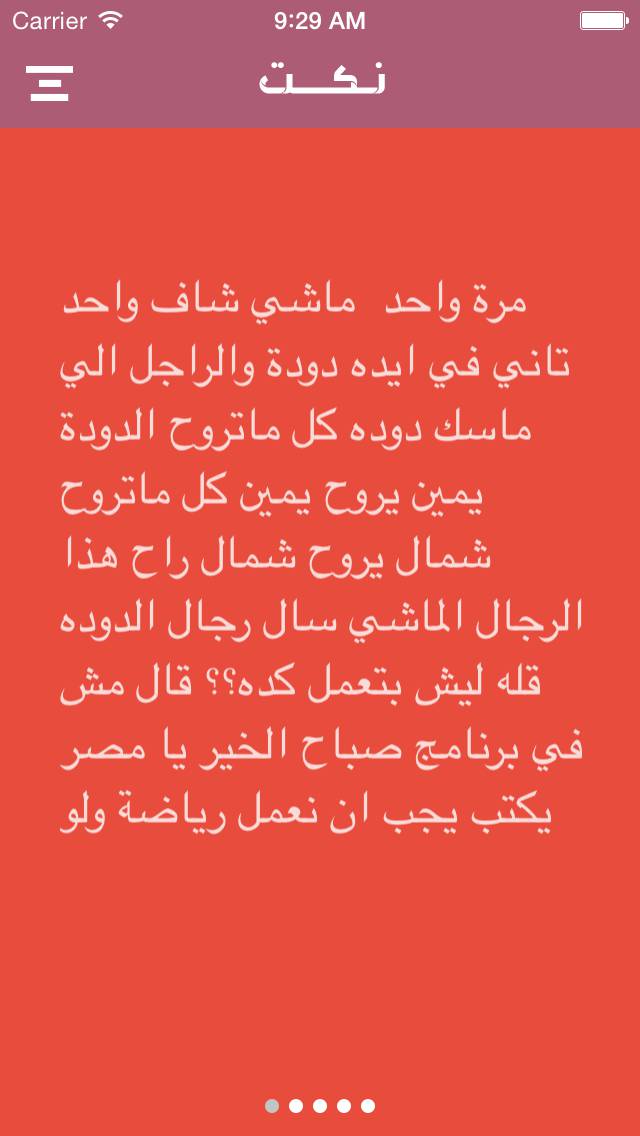 Carrier 9:29 AM
نكت
مرة واحد ماشي شاف واحد
تاني في ايده دودة والراجل الي
ماسك دوده كل ماتروح الدودة
يمين يروح يمين كل ماتروح
شمال يروح شمال راح هذا
الرجال الماشي سال رجال الدوده
قله ليش بتعمل كده؟؟ قال مش
في برنامج صباح الخير يا مصر
يكتب يجب ان نعمل رياضة ولو